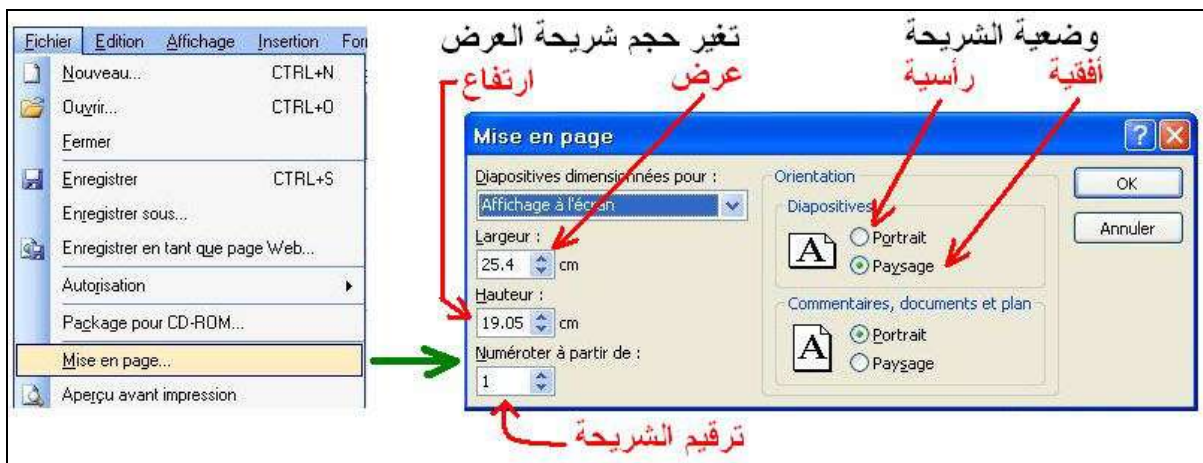 Fichier Edition Affichage Insertion For
Nouveau... CTRL+N
Ouvrir... CTRL+O
Fermer
Enregistrer CTRL+S
Enregistrer sous...
Enregistrer en tant que page Web...
Autorisation
Package pour CD-ROM...
Mise en page...
Aperçu avant impression
تغير حجم شريحة العرض
ارتفاع عرض
وضعية الشريحة
رأسية أفقية
Mise en page
Diapositives dimensionnées pour :
Affichage à l'écran
Largeur :
25.4 cm
Hauteur :
19.05 cm
Numéroter à partir de :
1
Orientation
Diapositives
A Portrait
Paysage
Commentaires, documents et plan
A Portrait
Paysage
OK
Annuler
ترقيم الشريحة